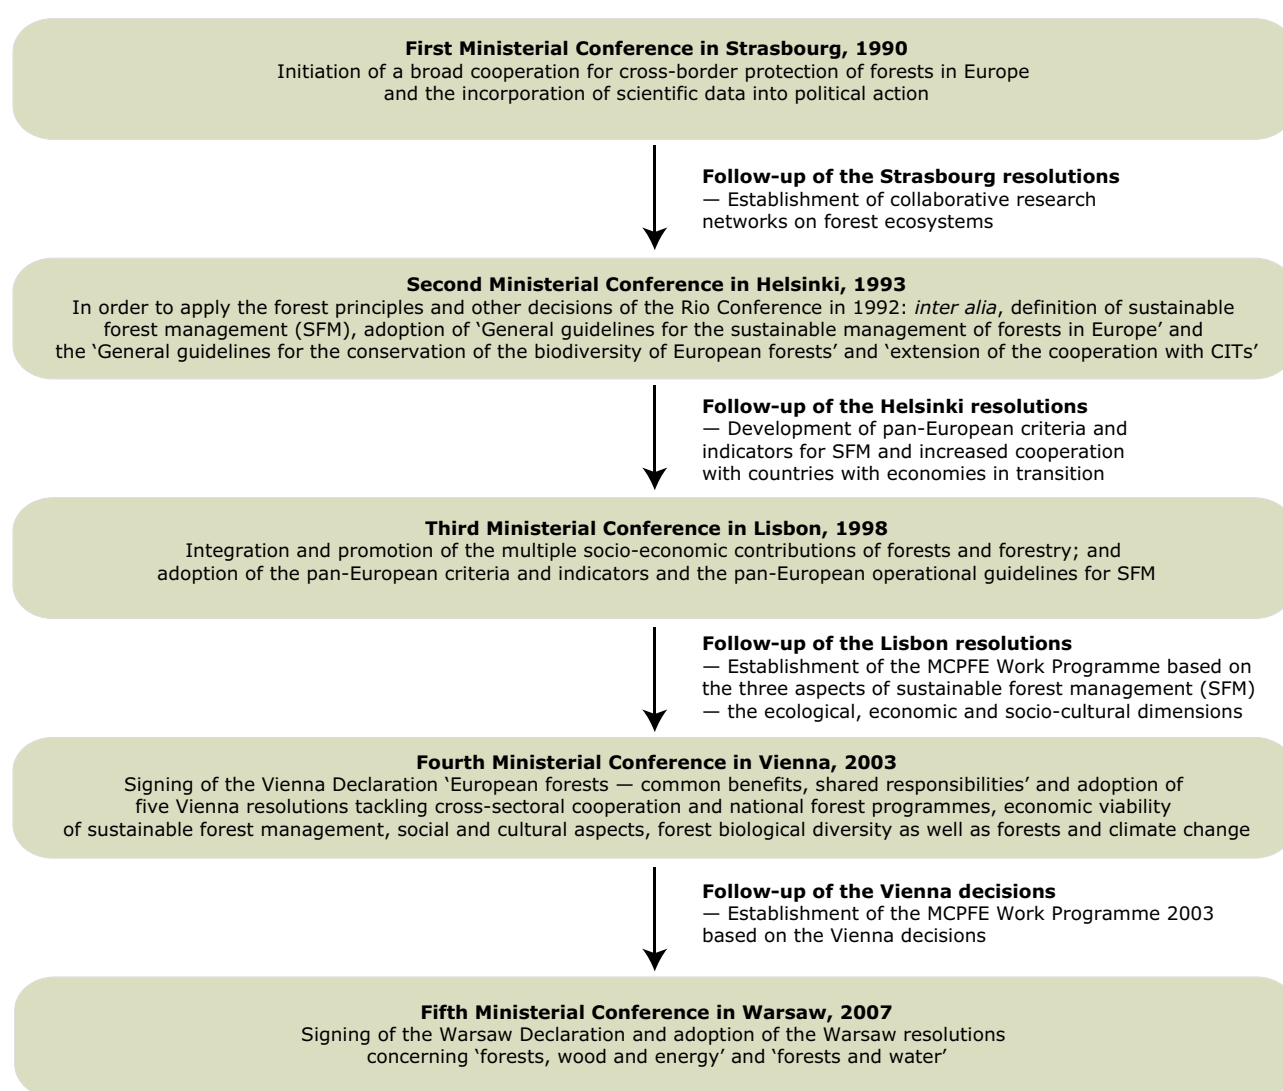 First Ministerial Conference in Strasbourg, 1990
Initiation of a broad cooperation for cross-border protection of forests in Europe
and the incorporation of scientific data into political action
Follow-up of the Strasbourg resolutions
— Establishment of collaborative research
networks on forest ecosystems
Second Ministerial Conference in Helsinki, 1993
In order to apply the forest principles and other decisions of the Rio Conference in 1992: inter alia, definition of sustainable
forest management (SFM), adoption of ‘General guidelines for the sustainable management of forests in Europe’ and
the ‘General guidelines for the conservation of the biodiversity of European forests’ and ‘extension of the cooperation with CITs’
Follow-up of the Helsinki resolutions
— Development of pan-European criteria and
indicators for SFM and increased cooperation
with countries with economies in transition
Third Ministerial Conference in Lisbon, 1998
Integration and promotion of the multiple socio-economic contributions of forests and forestry; and
adoption of the pan-European criteria and indicators and the pan-European operational guidelines for SFM
Follow-up of the Lisbon resolutions
— Establishment of the MCPFE Work Programme based on
the three aspects of sustainable forest management (SFM)
— the ecological, economic and socio-cultural dimensions
Fourth Ministerial Conference in Vienna, 2003
Signing of the Vienna Declaration ‘European forests — common benefits, shared responsibilities’ and adoption of
five Vienna resolutions tackling cross-sectoral cooperation and national forest programmes, economic viability
of sustainable forest management, social and cultural aspects, forest biological diversity as well as forests and climate change
Follow-up of the Vienna decisions
— Establishment of the MCPFE Work Programme 2003
based on the Vienna decisions
Fifth Ministerial Conference in Warsaw, 2007
Signing of the Warsaw Declaration and adoption of the Warsaw resolutions
concerning ‘forests, wood and energy’ and ‘forests and water’